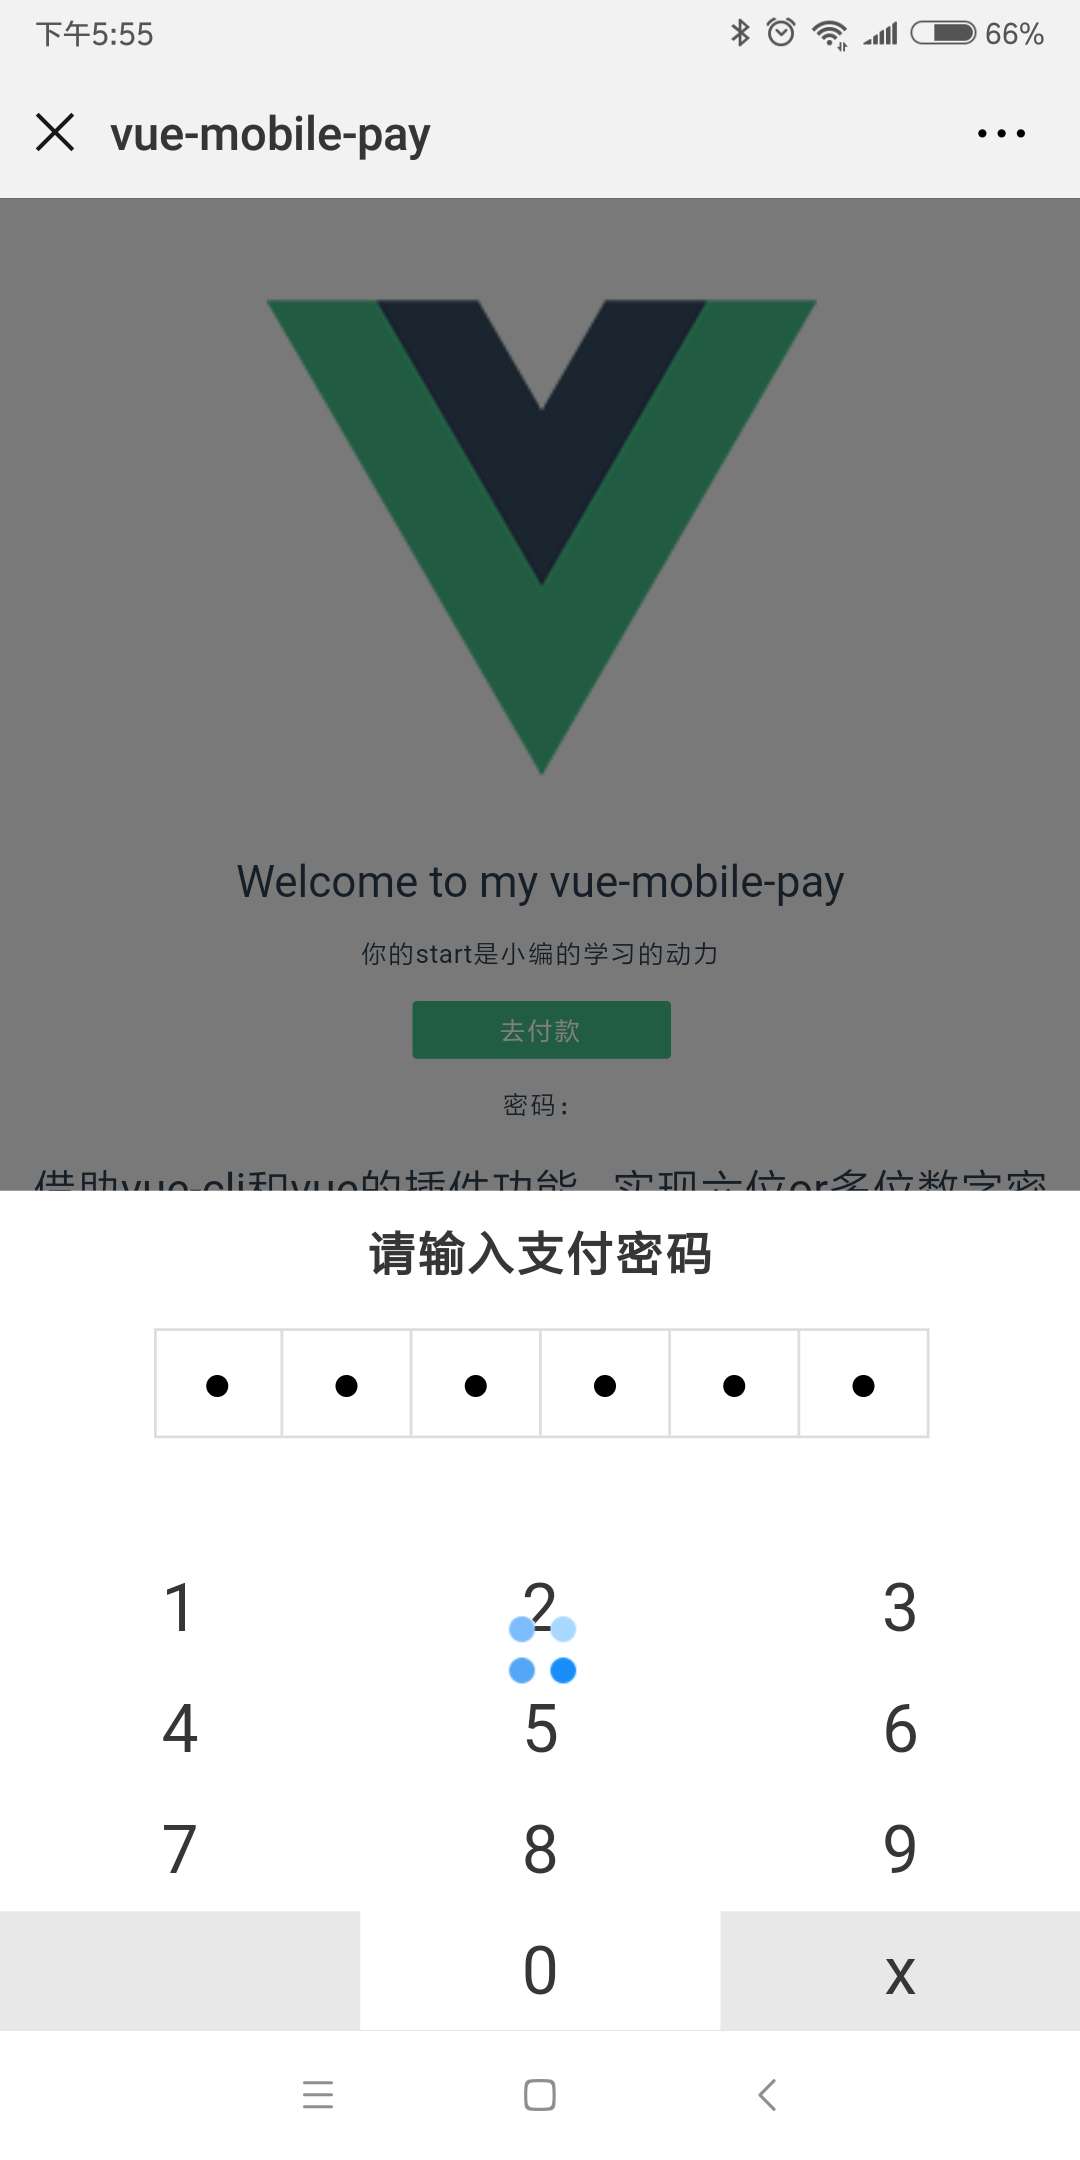 下午5:55
66%
vue-mobile-pay
Welcome to my vue-mobile-pay
你的start是小编的学习的动力
去付款
密码：
借助vue-cli和vue的插件功能，实现六位or多位数字密
请输入支付密码
1 2 3
4 5 6
7 8 9
0 x